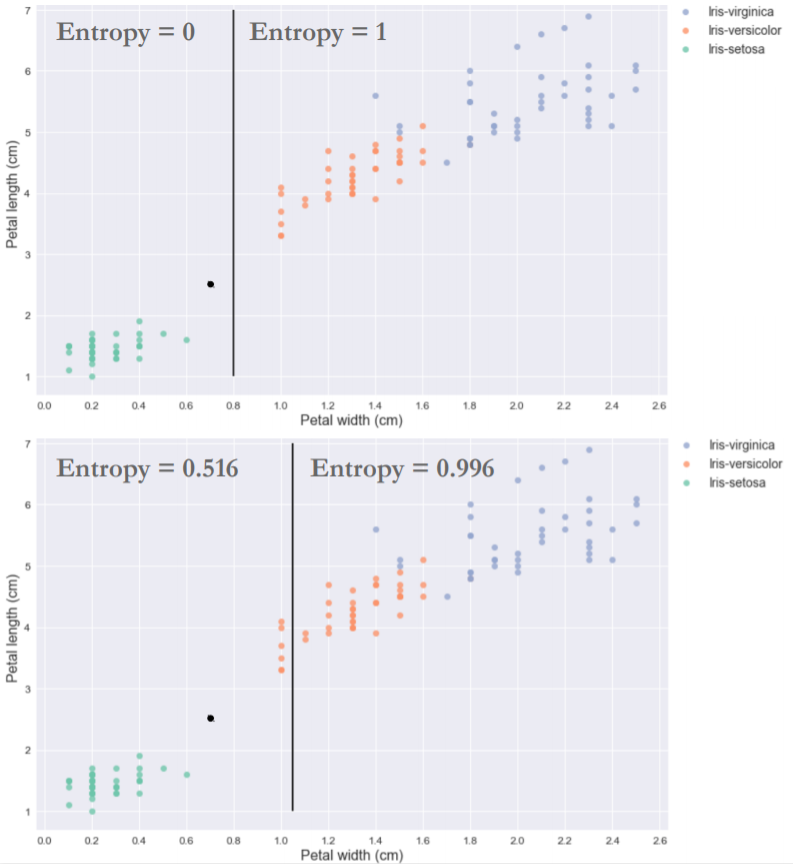 Entropy = 0 Entropy = 1
Iris-virginica
Iris-versicolor
Iris-setosa
7
6
5
4
3
2
1
Petal length (cm)
0.0 0.2 0.4 0.6 0.8 1.0 1.2 1.4 1.6 1.8 2.0 2.2 2.4 2.6
Petal width (cm)
Entropy = 0.516 Entropy = 0.996
Iris-virginica
Iris-versicolor
Iris-setosa
7
6
5
4
3
2
1
Petal length (cm)
0.0 0.2 0.4 0.6 0.8 1.0 1.2 1.4 1.6 1.8 2.0 2.2 2.4 2.6
Petal width (cm)